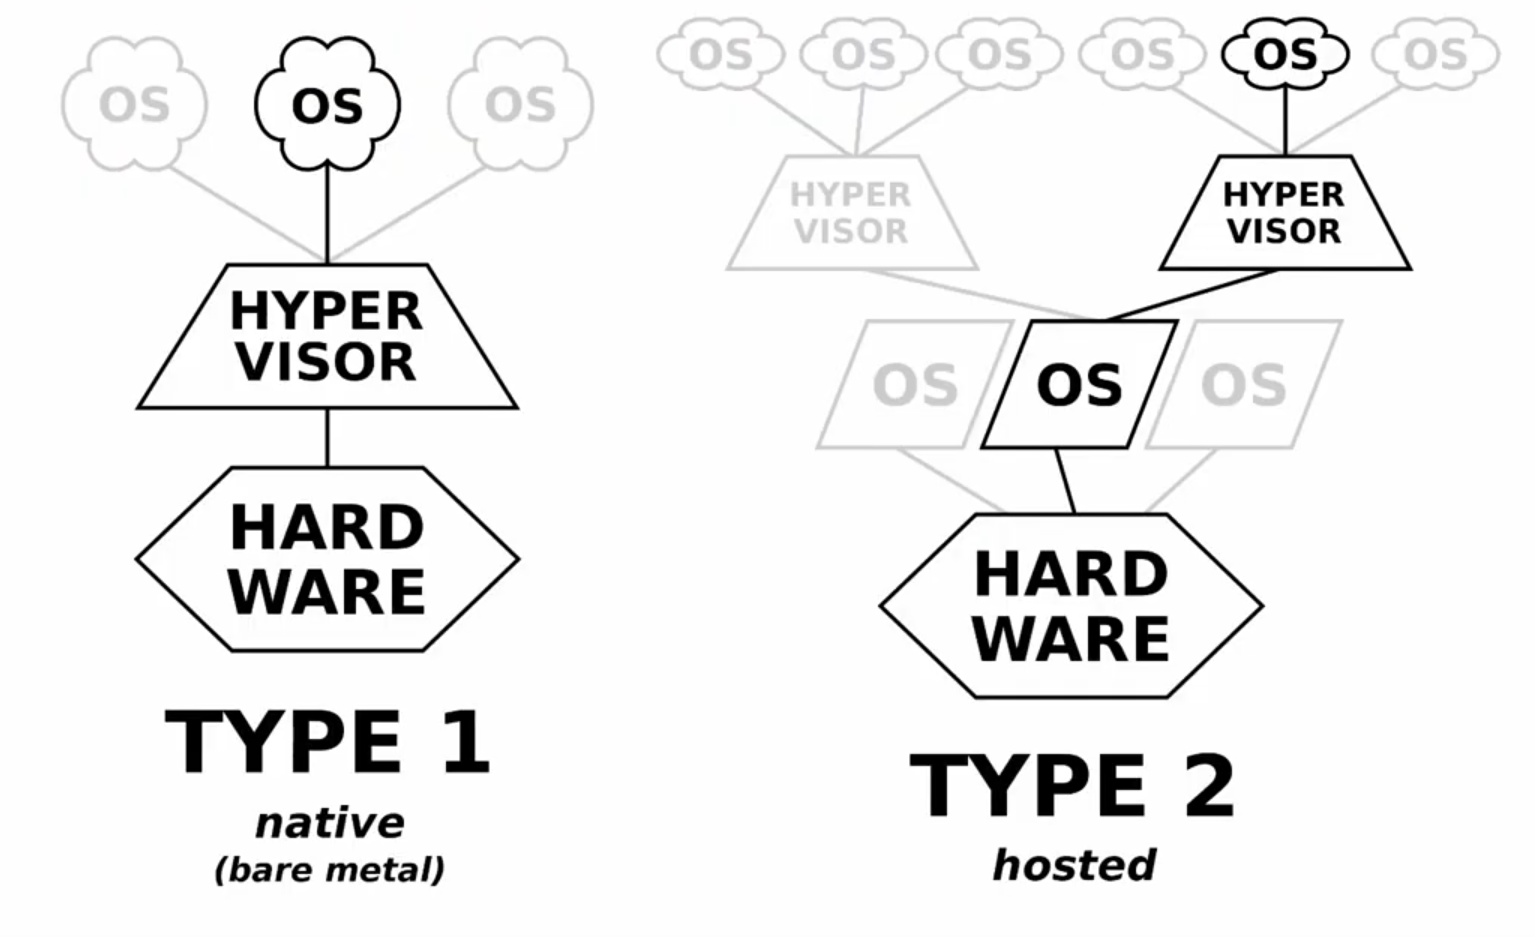 OS
OS
OS
HYPER
VISOR
HARD
WARE
TYPE 1
native
(bare metal)
OS
OS
OS
OS
OS
OS
HYPER
VISOR
HYPER
VISOR
OS
OS
OS
HARD
WARE
TYPE 2
hosted